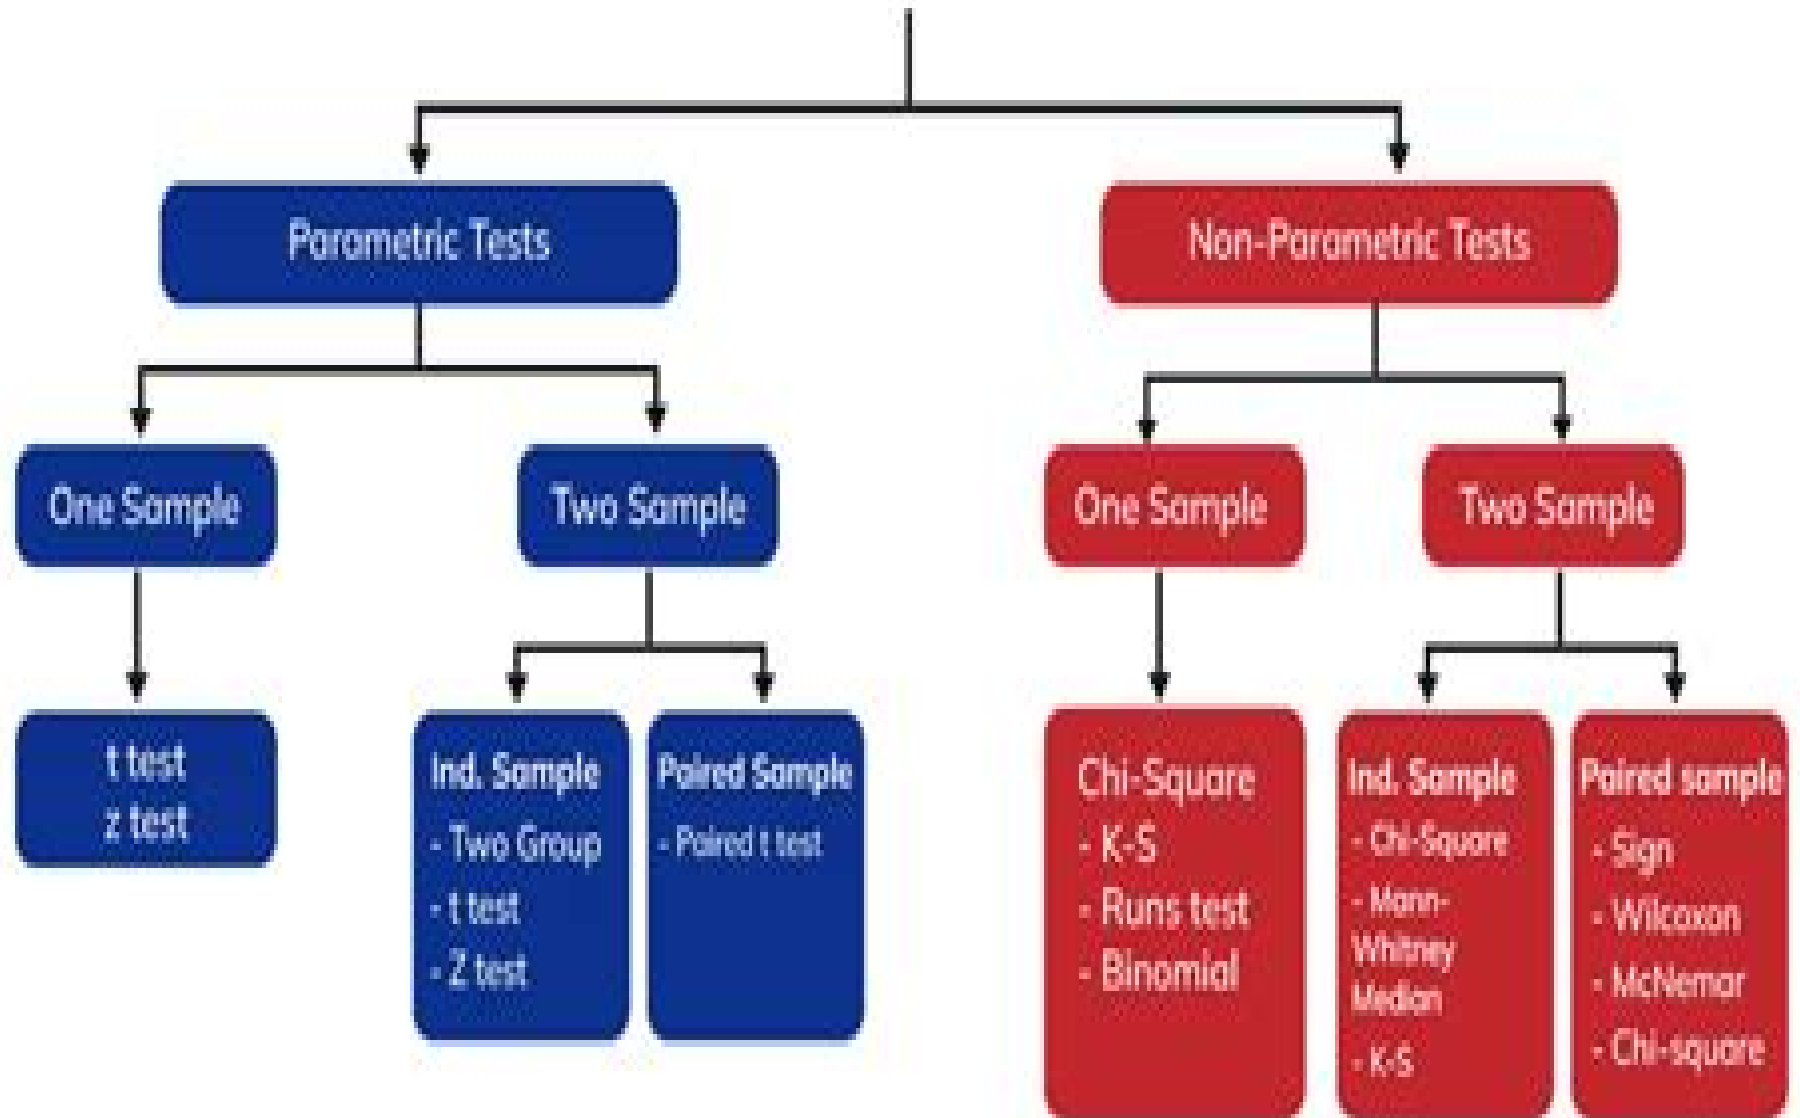 Parametric Tests
Non-Parametric Tests
One Sample
Two Sample
One Sample
Two Sample
t test
z test
Ind. Sample
- Two Group
- t test
- Z test
Paired Sample
- Paired t test
Chi-Square
- K-S
- Runs test
- Binomial
Ind. Sample
- Chi-Square
- Mann-
Whitney
Median
- K-S
Paired sample
- Sign
- Wilcoxon
- McNemar
- Chi-square